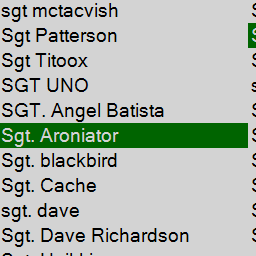 sgt mctacvish
Sgt Patterson
Sgt Titoox
SGT UNO
SGT. Angel Batista
Sgt. Aroniator
Sgt. blackbird
Sgt. Cache
sgt. dave
Sgt. Dave Richardson